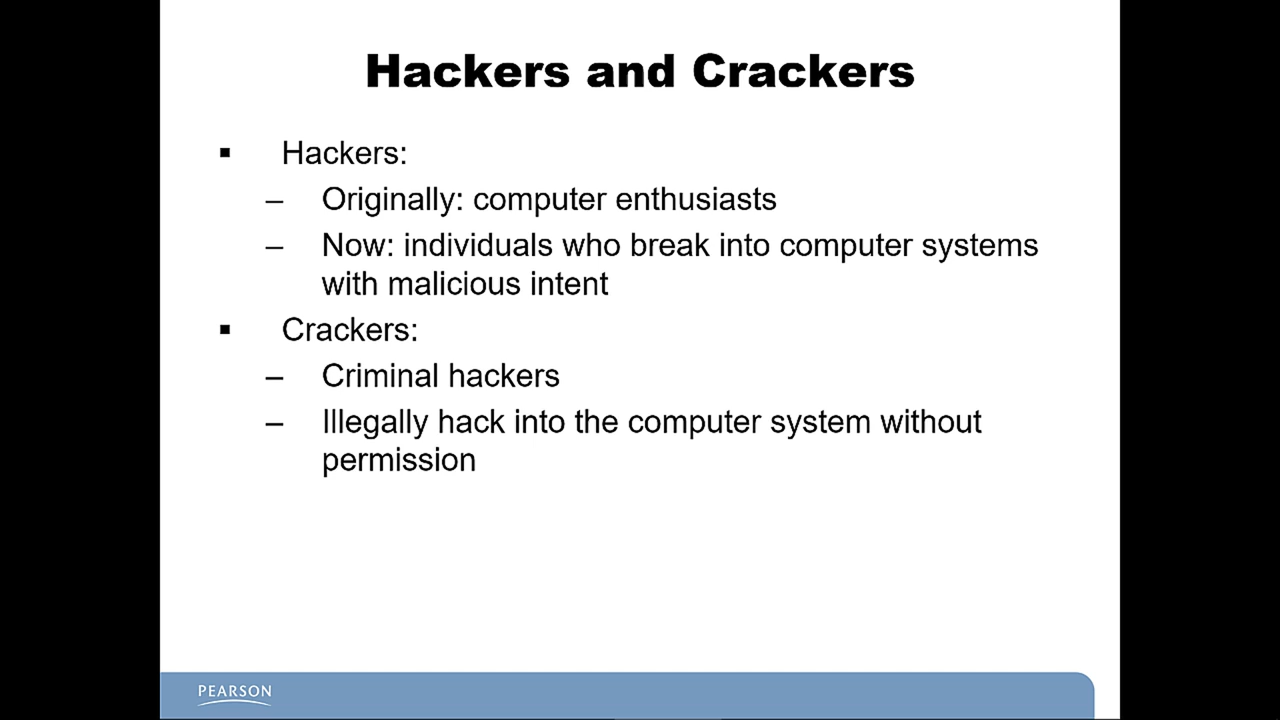 Hackers and Crackers
▪ Hackers:
– Originally: computer enthusiasts
– Now: individuals who break into computer systems
with malicious intent
▪ Crackers:
– Criminal hackers
– Illegally hack into the computer system without
permission
PEARSON